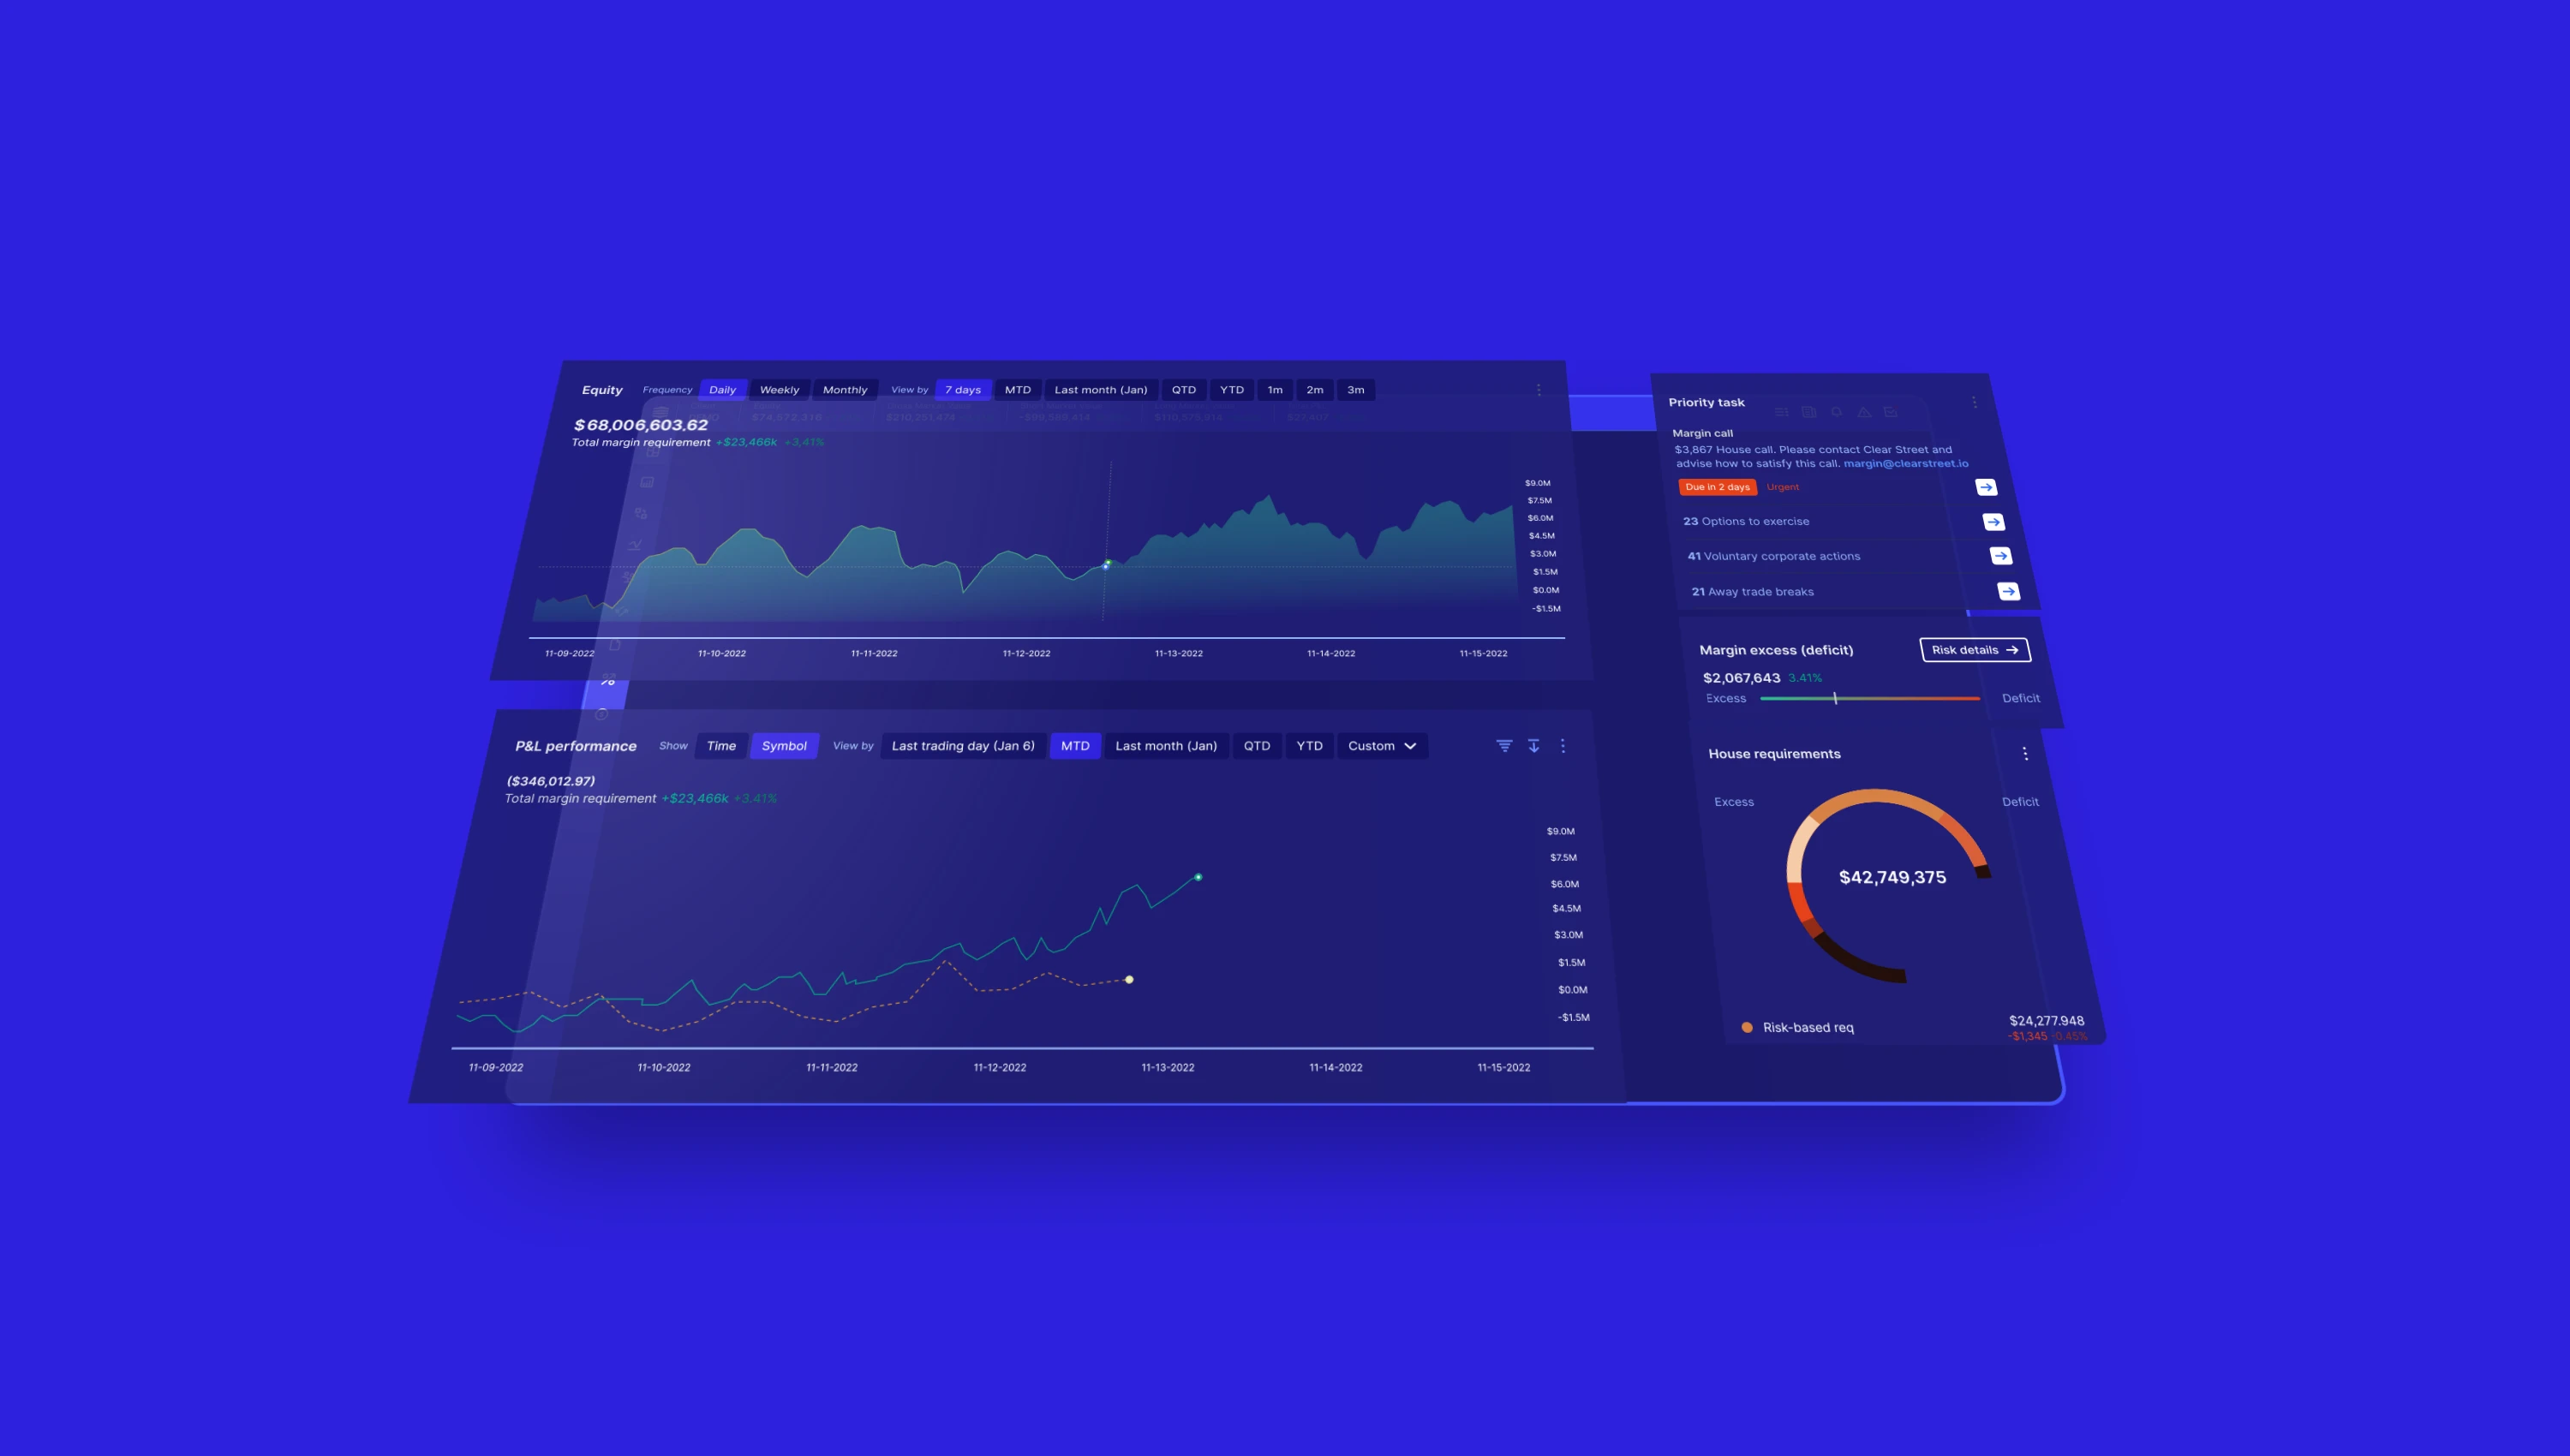 Equity Frequency Daily Weekly Monthly View by 7 days MTD Last month (Jan) QTD YTD 1m 2m 3m
$68,006,603.62
Total margin requirement +$23,466k +3,41%
$9.0M
$7.5M
$6.0M
$4.5M
$3.0M
$1.5M
$0.0M
-$1.5M
11-09-2022 11-10-2022 11-11-2022 11-12-2022 11-13-2022 11-14-2022 11-15-2022
P&L performance Show Time Symbol View by Last trading day (Jan 6) MTD Last month (Jan) QTD YTD Custom
($346,012.97)
Total margin requirement +$23,466k +3.41%
$9.0M
$7.5M
$6.0M
$4.5M
$3.0M
$1.5M
$0.0M
-$1.5M
11-09-2022 11-10-2022 11-11-2022 11-12-2022 11-13-2022 11-14-2022 11-15-2022
Priority task
Margin call
$3,867 House call. Please contact Clear Street and
advise how to satisfy this call. margin@clearstreet.io
Due in 2 days Urgent
23 Options to exercise
41 Voluntary corporate actions
21 Away trade breaks
Margin excess (deficit) Risk details
$2,067,643 3.41%
Excess Deficit
House requirements
Excess Deficit
$42,749,375
Risk-based req $24,277.948
-$1,345 -0.45%